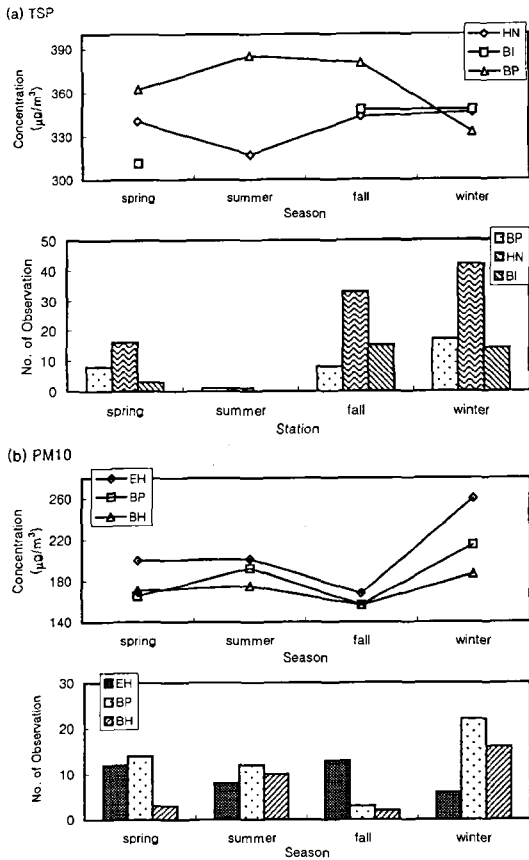 (a) TSP
390
360
330
300
Concentration
(μg/m³)
HN
BI
BP
spring summer fall winter
Season
50
40
30
20
10
0
No. of Observation
BP
HN
BI
spring summer fall winter
Station
(b) PM10
260
220
180
140
Concentration
(μg/m³)
EH
BP
BH
spring summer fall winter
Season
30
20
10
0
No. of Observation
EH
BP
BH
spring summer fall winter
Season